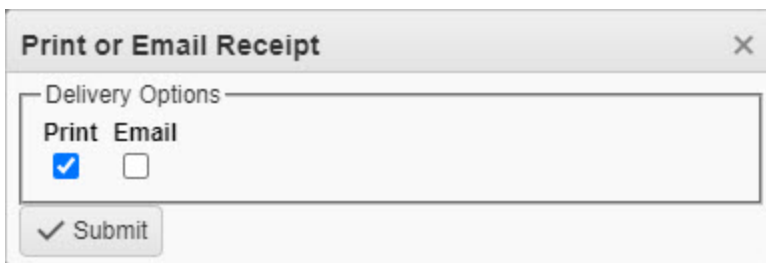 Print or Email Receipt
Delivery Options
Print Email
Submit